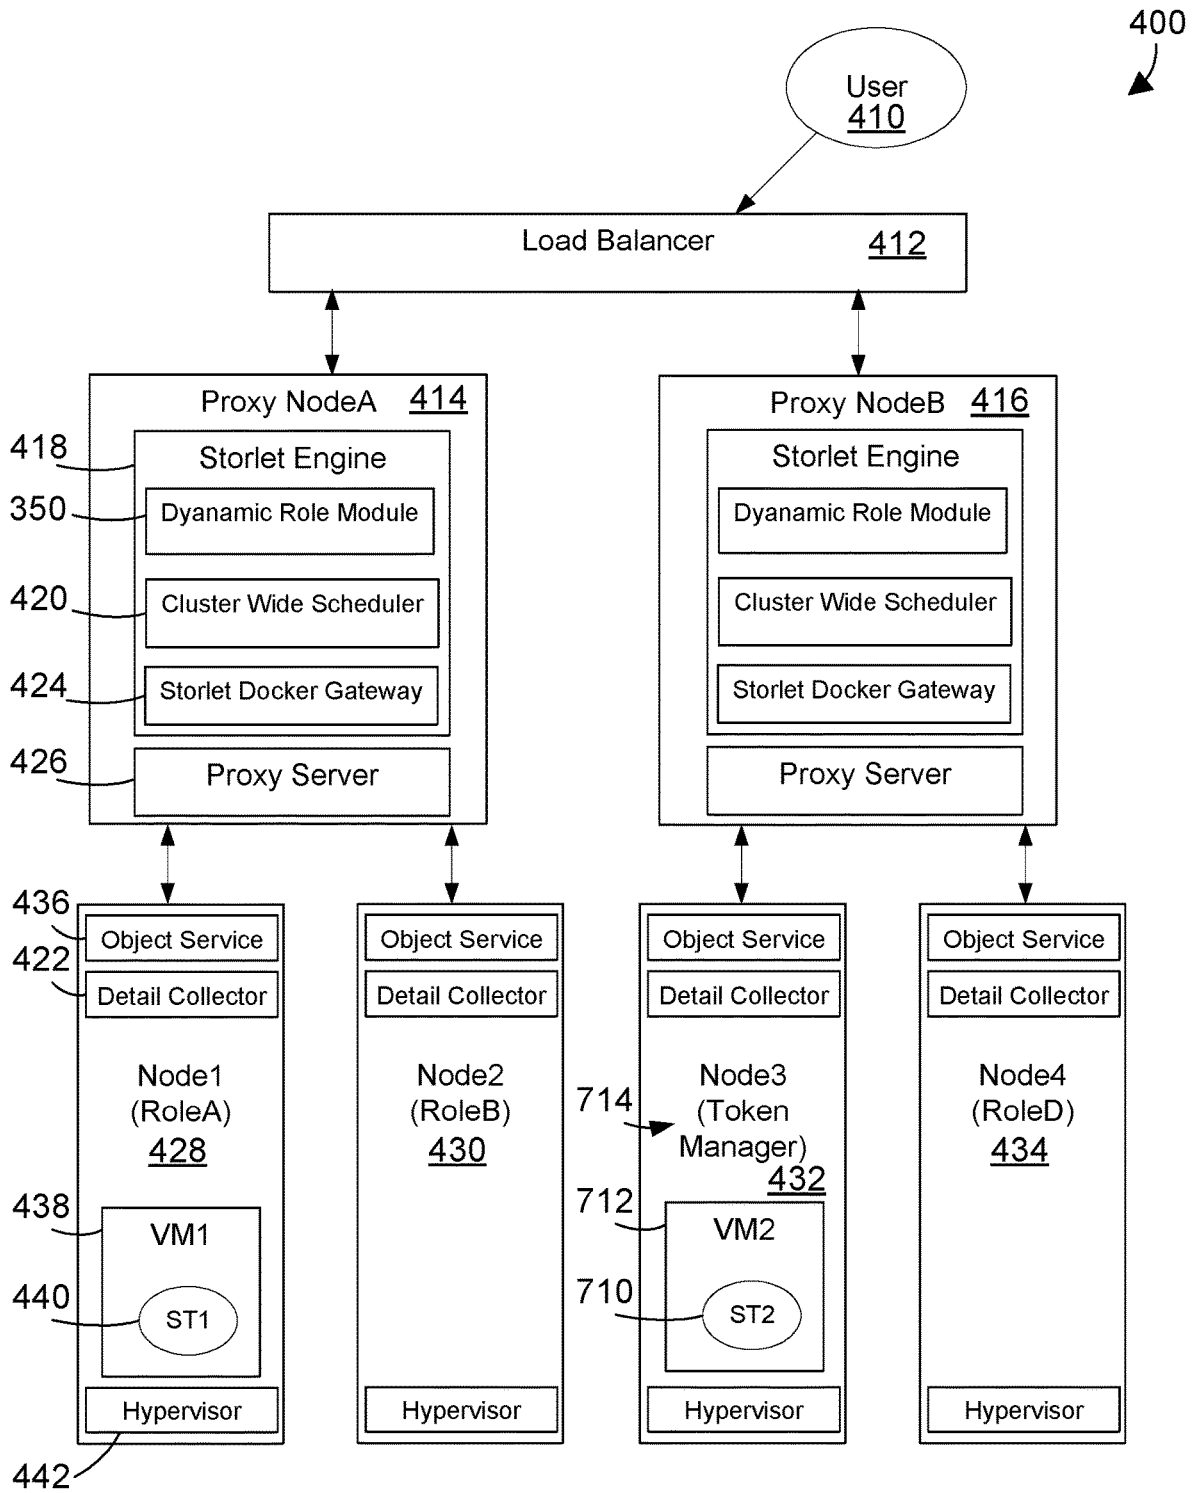 400
User
410
Load Balancer 412
Proxy NodeA 414
418
Storlet Engine
350
Dyanamic Role Module
420
Cluster Wide Scheduler
424
Storlet Docker Gateway
426
Proxy Server
Proxy NodeB 416
Storlet Engine
Dyanamic Role Module
Cluster Wide Scheduler
Storlet Docker Gateway
Proxy Server
436
Object Service
422
Detail Collector
Node1
(RoleA)
428
438
VM1
440
ST1
Hypervisor
442
Object Service
Detail Collector
Node2
(RoleB)
430
Hypervisor
Object Service
Detail Collector
714
Node3
(Token
Manager)
432
712
VM2
710
ST2
Hypervisor
Object Service
Detail Collector
Node4
(RoleD)
434
Hypervisor